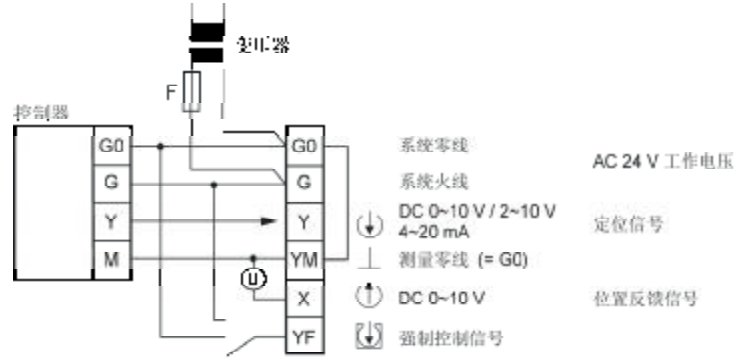 变压器
F
控制器
G0 G0 系统零线
AC 24 V 工作电压
G G 系统火线
Y Y DC 0~10 V / 2~10 V 定位信号
4~20 mA
M YM 测量零线 (= G0)
U
X DC 0~10 V 位置反馈信号
YF 强制控制信号